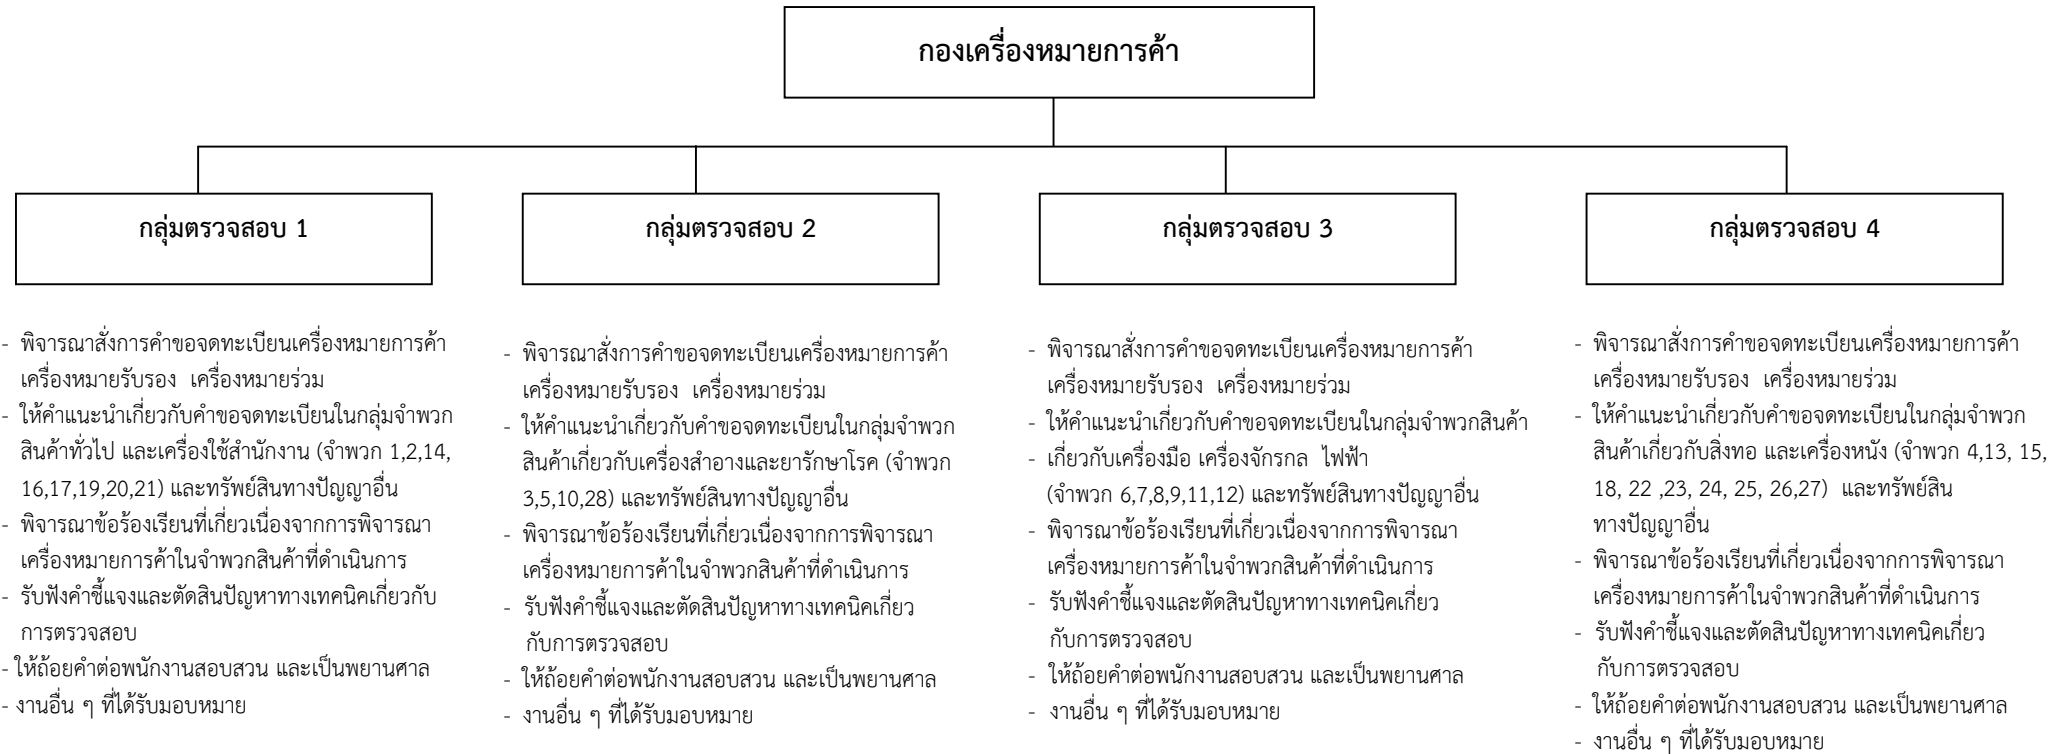 กองเครื่องหมายการค้า
กลุ่มตรวจสอบ 1
- พิจารณาสั่งการคำขอจดทะเบียนเครื่องหมายการค้า
เครื่องหมายรับรอง เครื่องหมายร่วม
- ให้คำแนะนำเกี่ยวกับคำขอจดทะเบียนในกลุ่มจำพวก
สินค้าทั่วไป และเครื่องใช้สำนักงาน (จำพวก 1,2,14,
16,17,19,20,21) และทรัพย์สินทางปัญญาอื่น
- พิจารณาข้อร้องเรียนที่เกี่ยวเนื่องจากการพิจารณา
เครื่องหมายการค้าในจำพวกสินค้าที่ดำเนินการ
- รับฟังคำชี้แจงและตัดสินปัญหาทางเทคนิคเกี่ยวกับ
การตรวจสอบ
- ให้ถ้อยคำต่อพนักงานสอบสวน และเป็นพยานศาล
- งานอื่น ๆ ที่ได้รับมอบหมาย
กลุ่มตรวจสอบ 2
- พิจารณาสั่งการคำขอจดทะเบียนเครื่องหมายการค้า
เครื่องหมายรับรอง เครื่องหมายร่วม
- ให้คำแนะนำเกี่ยวกับคำขอจดทะเบียนในกลุ่มจำพวก
สินค้าเกี่ยวกับเครื่องสำอางและยารักษาโรค (จำพวก
3,5,10,28) และทรัพย์สินทางปัญญาอื่น
- พิจารณาข้อร้องเรียนที่เกี่ยวเนื่องจากการพิจารณา
เครื่องหมายการค้าในจำพวกสินค้าที่ดำเนินการ
- รับฟังคำชี้แจงและตัดสินปัญหาทางเทคนิคเกี่ยว
กับการตรวจสอบ
- ให้ถ้อยคำต่อพนักงานสอบสวน และเป็นพยานศาล
- งานอื่น ๆ ที่ได้รับมอบหมาย
กลุ่มตรวจสอบ 3
- พิจารณาสั่งการคำขอจดทะเบียนเครื่องหมายการค้า
เครื่องหมายรับรอง เครื่องหมายร่วม
- ให้คำแนะนำเกี่ยวกับคำขอจดทะเบียนในกลุ่มจำพวกสินค้า
- เกี่ยวกับเครื่องมือ เครื่องจักรกล ไฟฟ้า
(จำพวก 6,7,8,9,11,12) และทรัพย์สินทางปัญญาอื่น
- พิจารณาข้อร้องเรียนที่เกี่ยวเนื่องจากการพิจารณา
เครื่องหมายการค้าในจำพวกสินค้าที่ดำเนินการ
- รับฟังคำชี้แจงและตัดสินปัญหาทางเทคนิคเกี่ยว
กับการตรวจสอบ
- ให้ถ้อยคำต่อพนักงานสอบสวน และเป็นพยานศาล
- งานอื่น ๆ ที่ได้รับมอบหมาย
กลุ่มตรวจสอบ 4
- พิจารณาสั่งการคำขอจดทะเบียนเครื่องหมายการค้า
เครื่องหมายรับรอง เครื่องหมายร่วม
- ให้คำแนะนำเกี่ยวกับคำขอจดทะเบียนในกลุ่มจำพวก
สินค้าเกี่ยวกับสิ่งทอ และเครื่องหนัง (จำพวก 4,13, 15,
18, 22 ,23, 24, 25, 26,27) และทรัพย์สิน
ทางปัญญาอื่น
- พิจารณาข้อร้องเรียนที่เกี่ยวเนื่องจากการพิจารณา
เครื่องหมายการค้าในจำพวกสินค้าที่ดำเนินการ
- รับฟังคำชี้แจงและตัดสินปัญหาทางเทคนิคเกี่ยว
กับการตรวจสอบ
- ให้ถ้อยคำต่อพนักงานสอบสวน และเป็นพยานศาล
- งานอื่น ๆ ที่ได้รับมอบหมาย